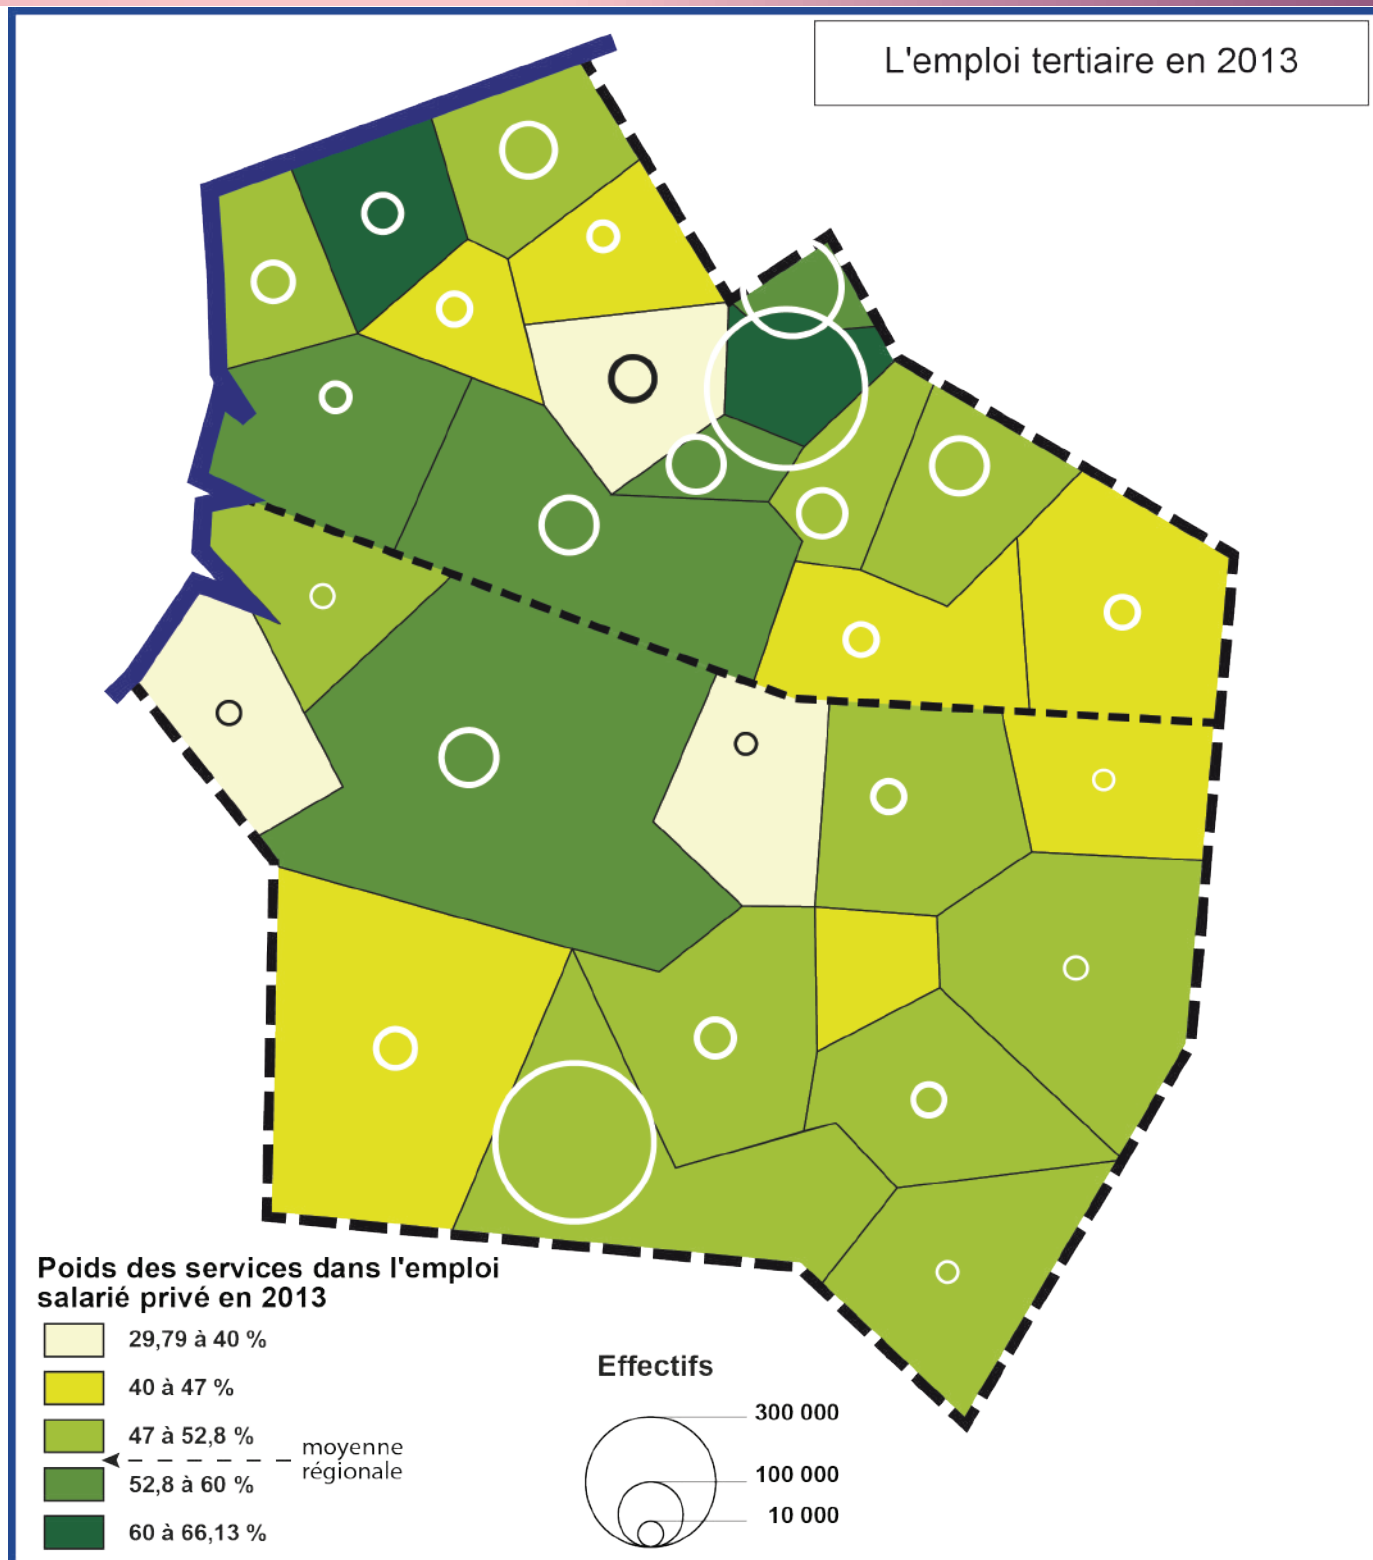 L'emploi tertiaire en 2013
Poids des services dans l'emploi
salarié privé en 2013
29,79 à 40 %
40 à 47 %
47 à 52,8 %
moyenne
régionale
52,8 à 60 %
60 à 66,13 %
Effectifs
300 000
100 000
10 000